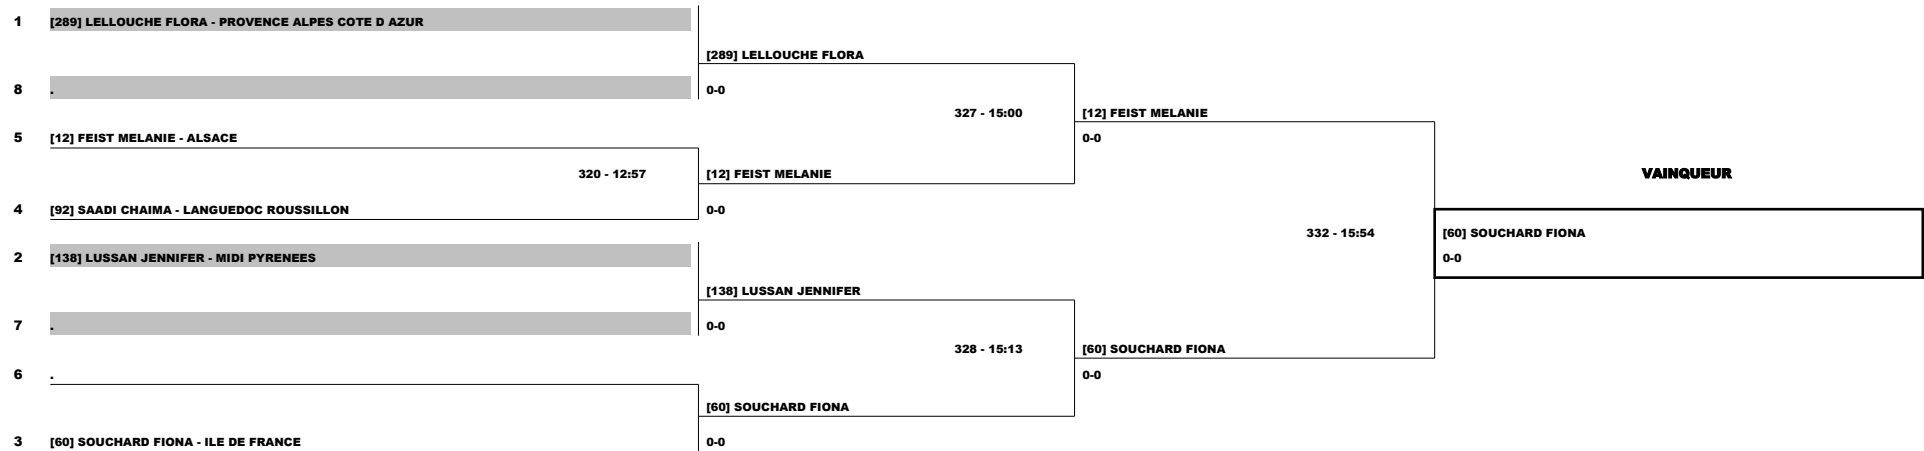 1 [289] LELLOUCHE FLORA - PROVENCE ALPES COTE D AZUR
[289] LELLOUCHE FLORA
8 .
0-0
327 - 15:00
[12] FEIST MELANIE
5 [12] FEIST MELANIE - ALSACE
0-0
320 - 12:57
[12] FEIST MELANIE
VAINQUEUR
4 [92] SAADI CHAIMA - LANGUEDOC ROUSSILLON
0-0
332 - 15:54
[60] SOUCHARD FIONA
0-0
2 [138] LUSSAN JENNIFER - MIDI PYRENEES
[138] LUSSAN JENNIFER
7 .
0-0
328 - 15:13
[60] SOUCHARD FIONA
6 .
0-0
[60] SOUCHARD FIONA
3 [60] SOUCHARD FIONA - ILE DE FRANCE
0-0